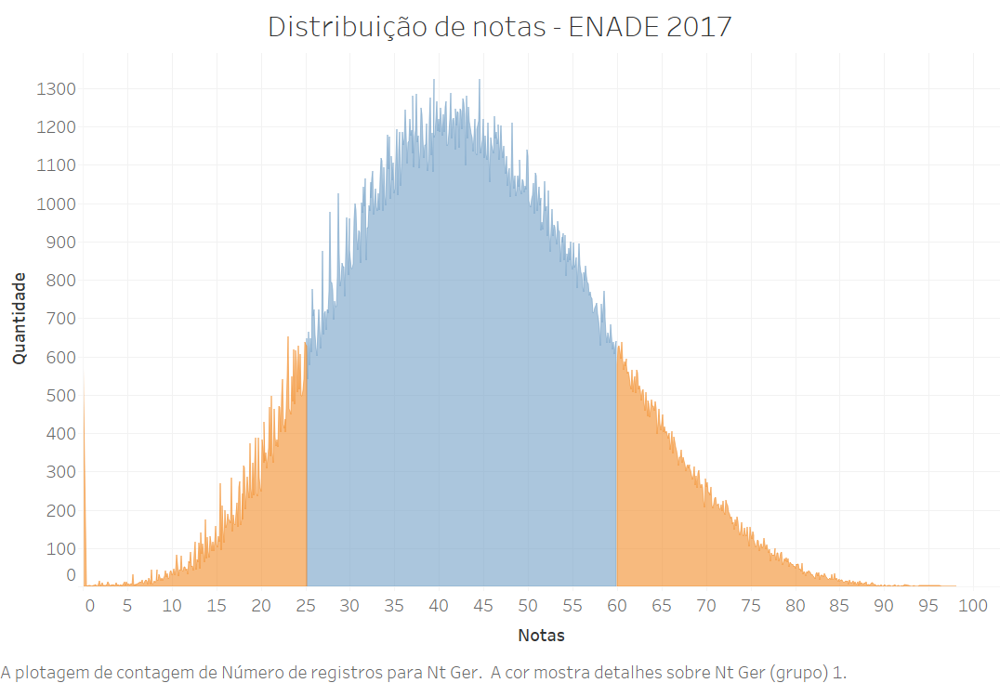 Distribuição de notas - ENADE 2017
1300
1200
1100
1000
900
800
700
600
500
400
300
200
100
0
Quantidade
0 5 10 15 20 25 30 35 40 45 50 55 60 65 70 75 80 85 90 95 100
Notas
A plotagem de contagem de Número de registros para Nt Ger. A cor mostra detalhes sobre Nt Ger (grupo) 1.